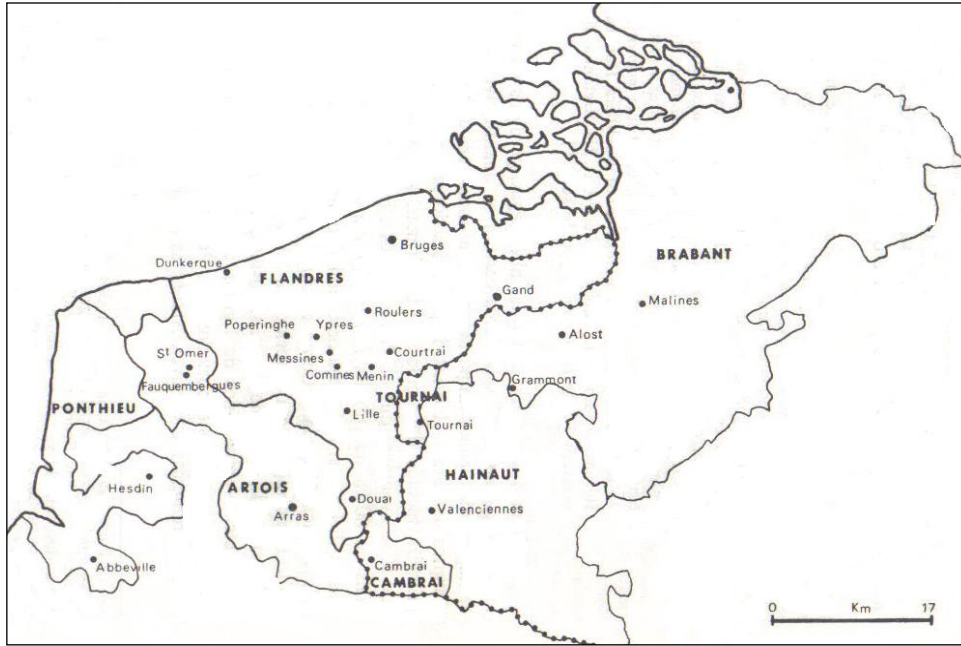 Bruges
Dunkerque
FLANDRES
BRABANT
Gand
Malines
Roulers
Poperinghe
Ypres
Alost
Messines
Courtrai
St Omer
Comines
Menin
Fauquembergues
Grammont
TOURNAI
PONTHIEU
Lille
Tournai
HAINAUT
Hesdin
ARTOIS
Douai
Arras
Valenciennes
Abbeville
Cambrai
CAMBRAI
0 Km 17